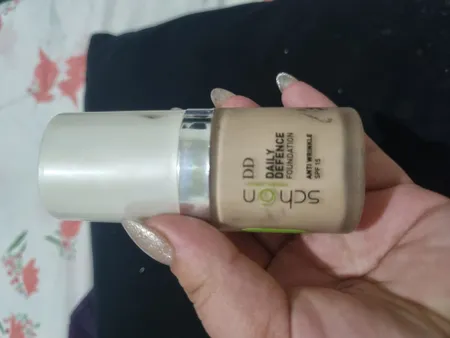 schon
DD
DAILY
DEFENCE
FOUNDATION
ANTI WRINKLE
SPF 15